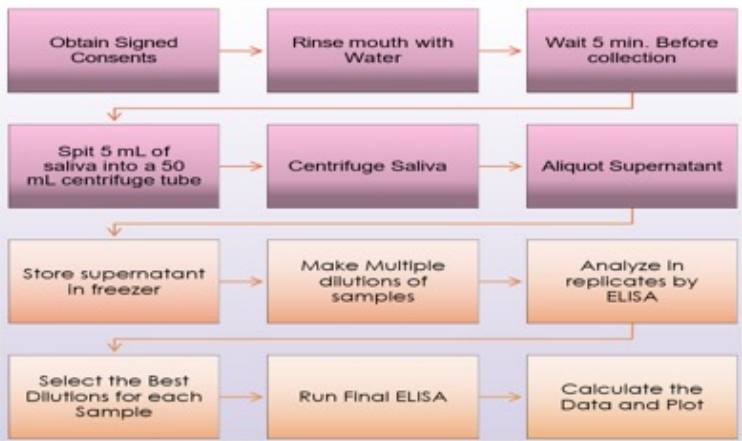 Obtain Signed
Consents
Rinse mouth with
Water
Wait 5 min. Before
collection
Spit 5 mL of
saliva into a 50
mL centrifuge tube
Centrifuge Saliva
Aliquot Supernatant
Store supernatant
in freezer
Make Multiple
dilutions of
samples
Analyze in
replicates by
ELISA
Select the Best
Dilutions for each
Sample
Run Final ELISA
Calculate the
Data and Plot